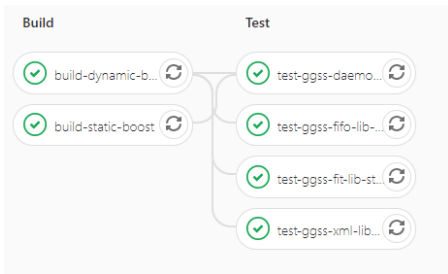 Build
Test
build-dynamic-b...
test-ggss-daemo...
build-static-boost
test-ggss-fifo-lib-...
test-ggss-fit-lib-st...
test-ggss-xml-lib...